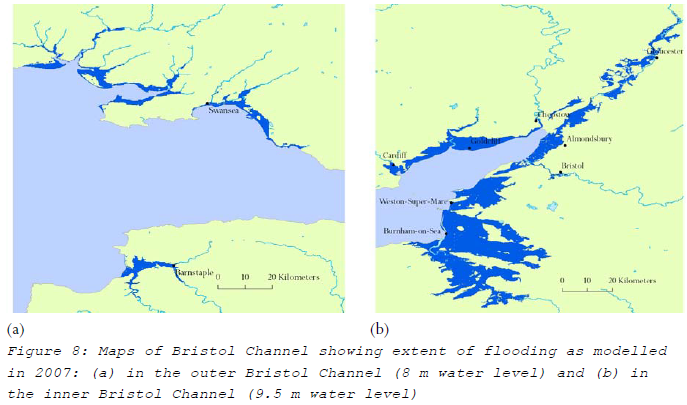 Swansea
Barnstaple
0 10 20 Kilometers
(a)
Gloucester
Chepstow
Almondsbury
Goldcliff
Cardiff
Bristol
Weston-Super-Mare
Burnham-on-Sea
0 10 20 Kilometers
(b)
Figure 8: Maps of Bristol Channel showing extent of flooding as modelled
in 2007: (a) in the outer Bristol Channel (8 m water level) and (b) in
the inner Bristol Channel (9.5 m water level)